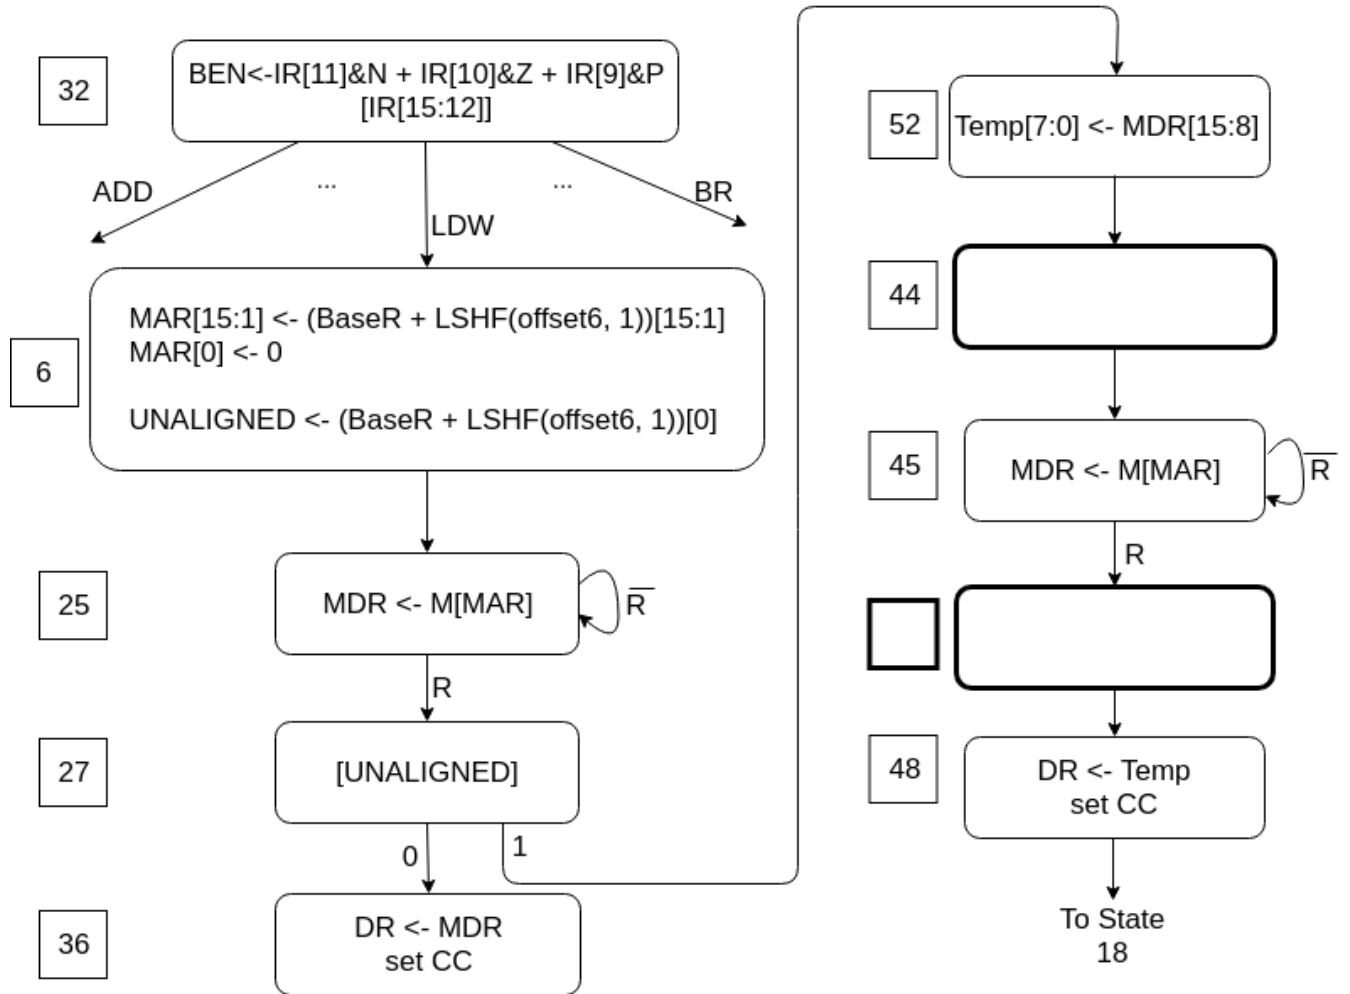 32
BEN<-IR[11]&N + IR[10]&Z + IR[9]&P
[IR[15:12]]
ADD
...
...
BR
LDW
6
MAR[15:1] <- (BaseR + LSHF(offset6, 1))[15:1]
MAR[0] <- 0
UNALIGNED <- (BaseR + LSHF(offset6, 1))[0]
25
MDR <- M[MAR]
R̅
R
27
[UNALIGNED]
0
1
36
DR <- MDR
set CC
52
Temp[7:0] <- MDR[15:8]
44
45
MDR <- M[MAR]
R̅
R
48
DR <- Temp
set CC
To State
18